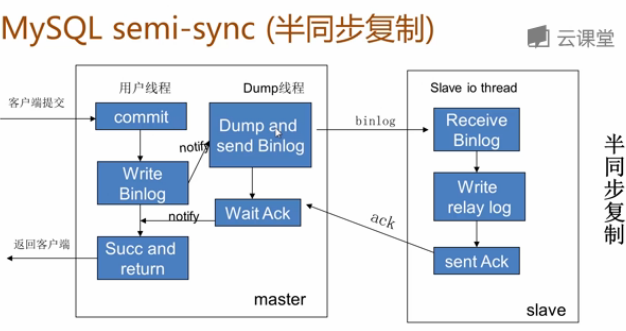 MySQL semi-sync (半同步复制)
云课堂
用户线程
Dump线程
Slave io thread
客户端提交
commit
Dump and
send Binlog
binlog
Receive
Binlog
notify
Write
Binlog
Write
relay log
notify
Wait Ack
ack
返回客户端
Succ and
return
sent Ack
master
slave
半同步复制